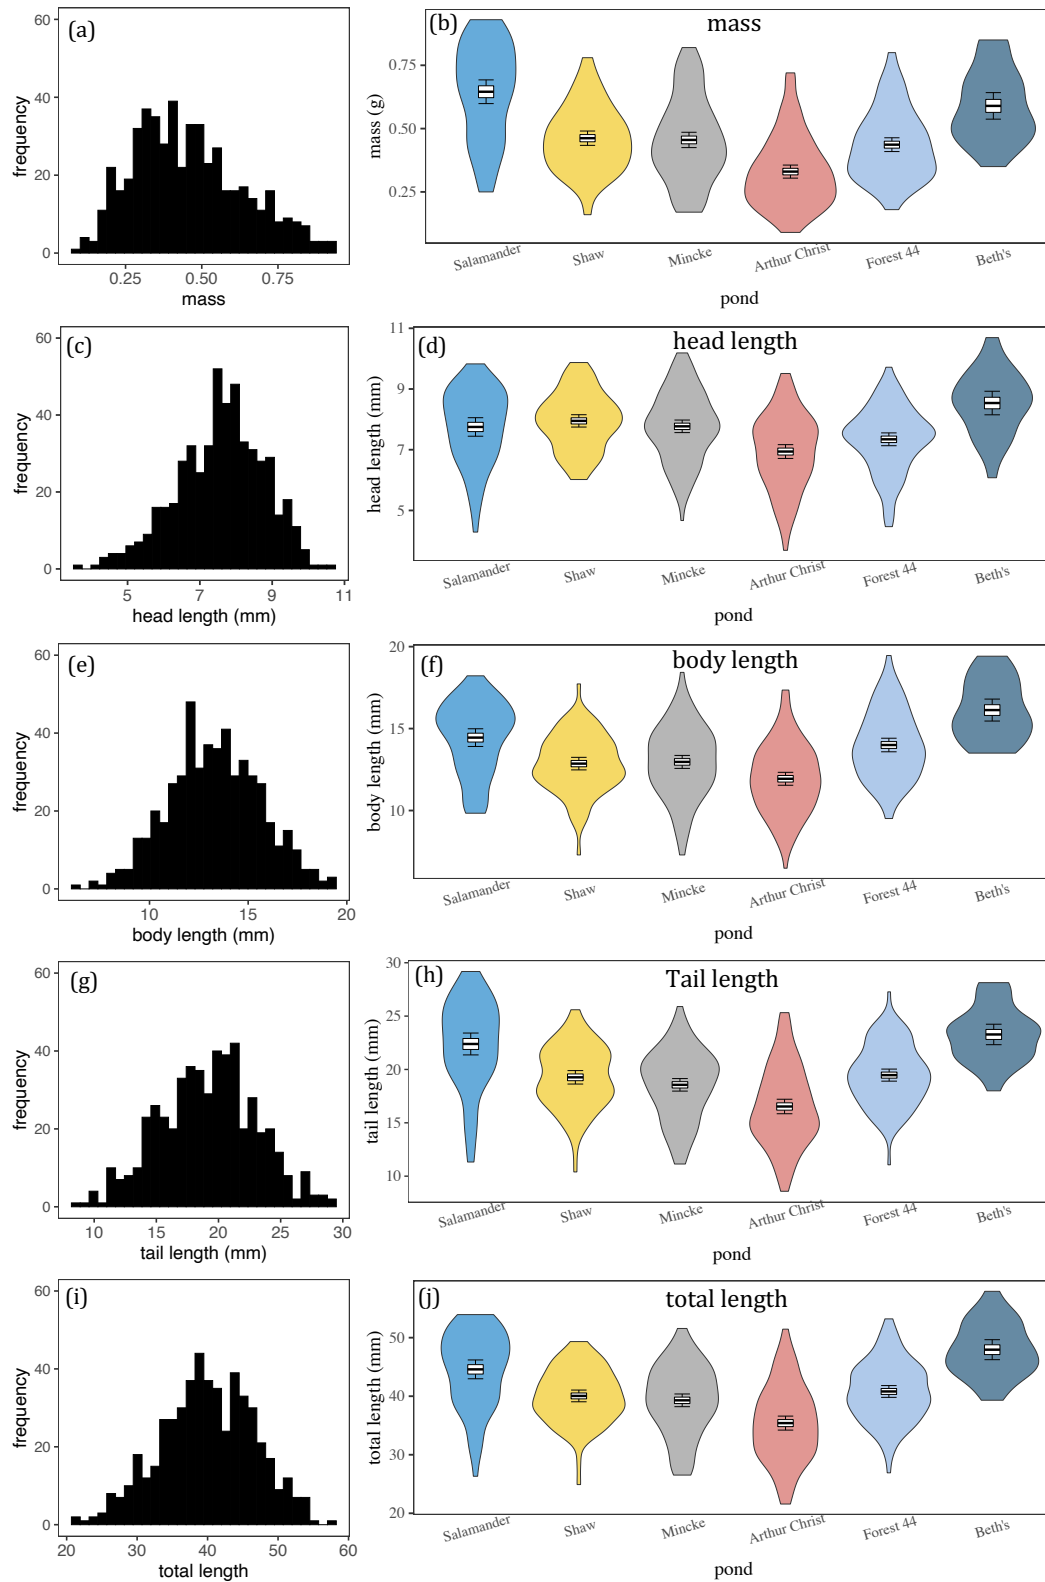 (a)
60
40
20
0
frequency
0.25 0.50 0.75
mass
(b) mass
0.75
0.50
0.25
mass (g)
Salamander Shaw Mincke Arthur Christ Forest 44 Beth's
pond
(c)
60
40
20
0
frequency
5 7 9 11
head length (mm)
(d) head length
11
9
7
5
head length (mm)
Salamander Shaw Mincke Arthur Christ Forest 44 Beth's
pond
(e)
60
40
20
0
frequency
10 15 20
body length (mm)
(f) body length
20
15
10
body length (mm)
Salamander Shaw Mincke Arthur Christ Forest 44 Beth's
pond
(g)
60
40
20
0
frequency
10 15 20 25 30
tail length (mm)
(h) Tail length
30
25
20
15
10
tail length (mm)
Salamander Shaw Mincke Arthur Christ Forest 44 Beth's
pond
(i)
60
40
20
0
frequency
20 30 40 50 60
total length
(j) total length
50
40
30
20
total length (mm)
Salamander Shaw Mincke Arthur Christ Forest 44 Beth's
pond